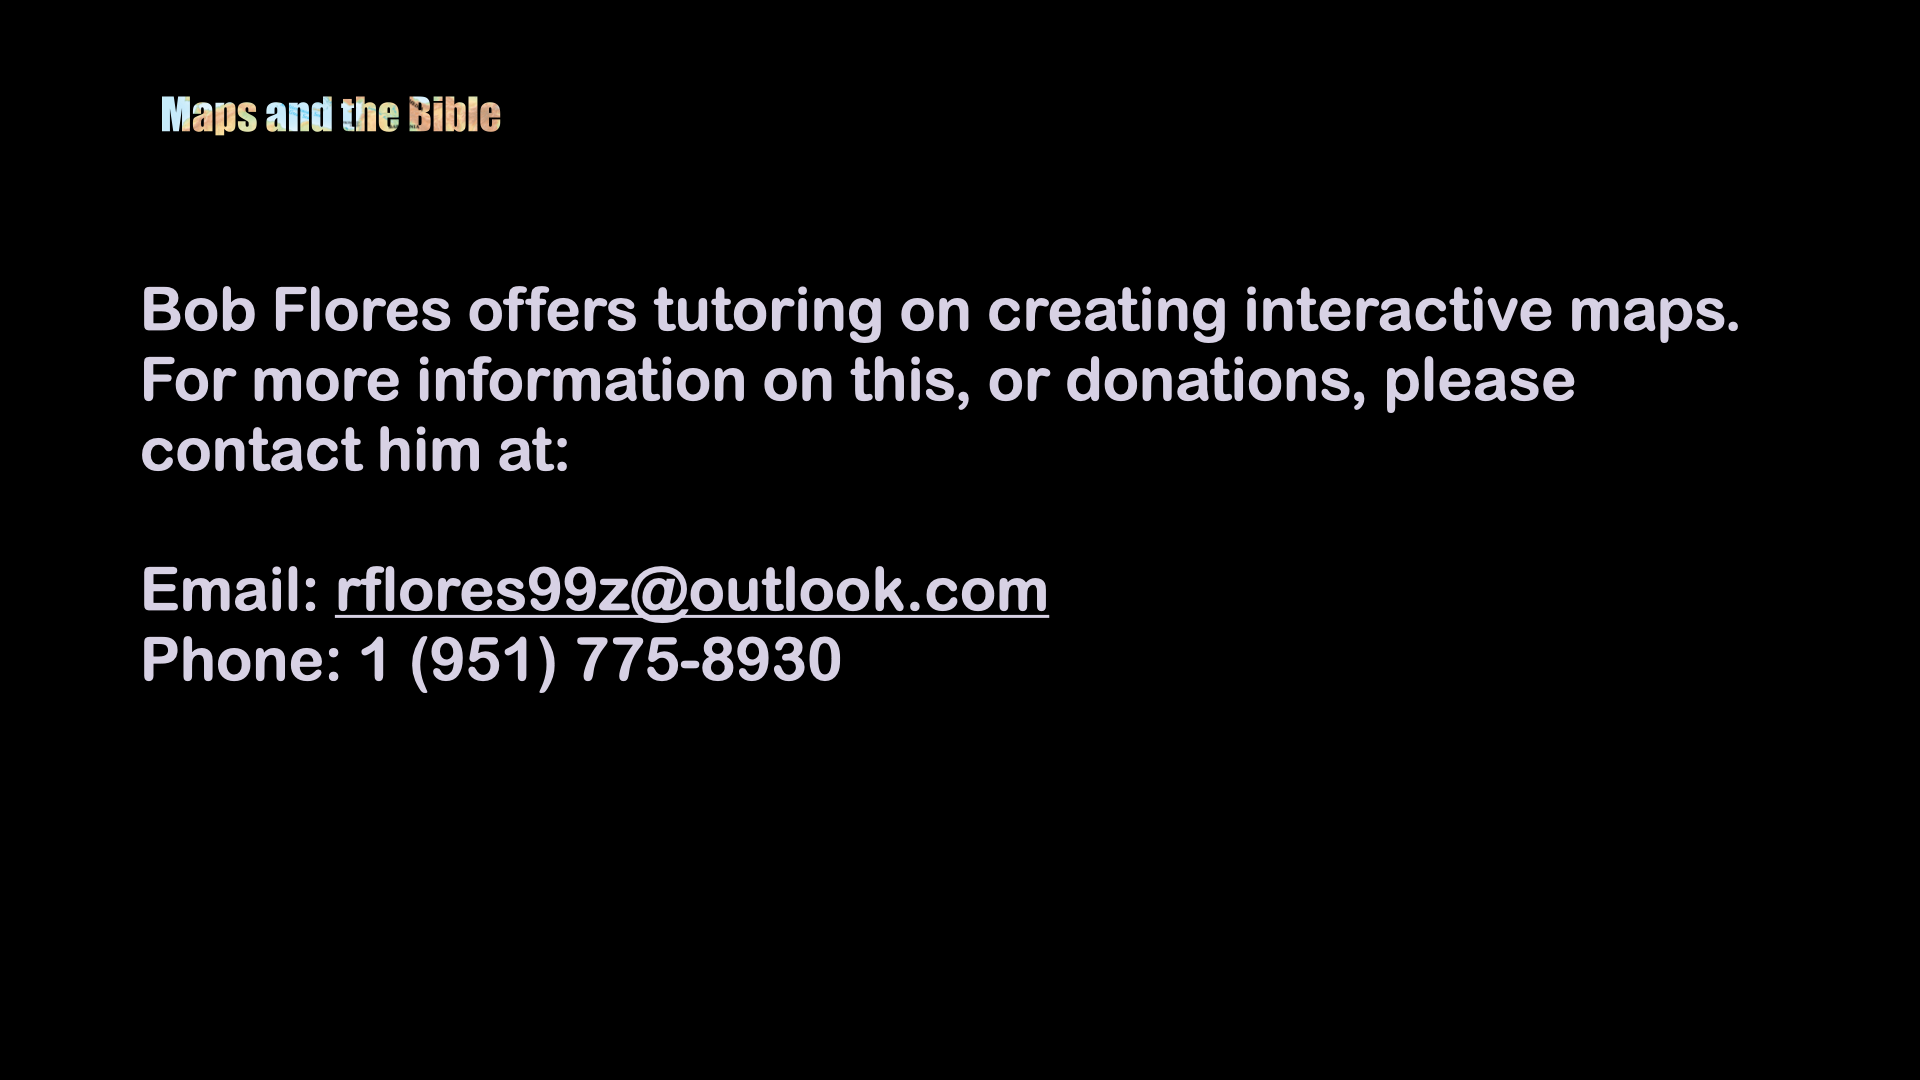 Maps and the Bible
Bob Flores offers tutoring on creating interactive maps.
For more information on this, or donations, please
contact him at:
Email: rflores99z@outlook.com
Phone: 1 (951) 775-8930